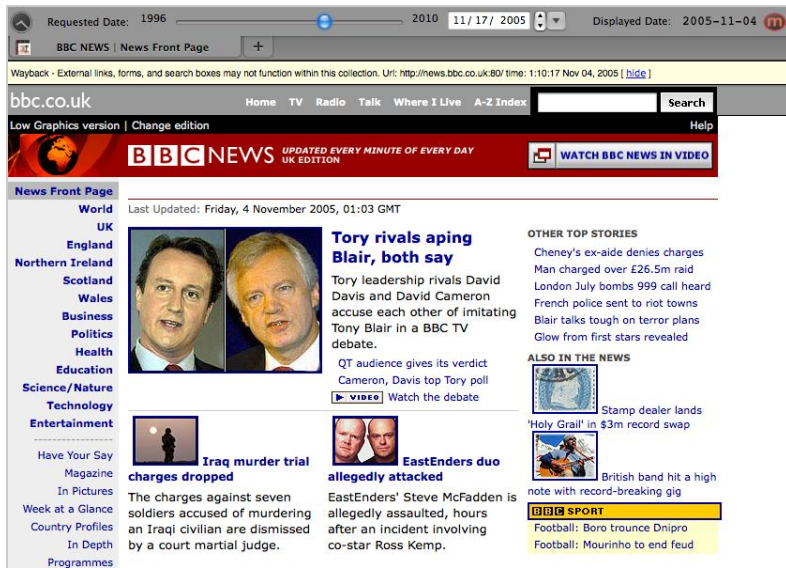 Requested Date: 1996 2010 11/ 17/ 2005 Displayed Date: 2005-11-04 m
BBC NEWS | News Front Page +
Wayback - External links, forms, and search boxes may not function within this collection. Url: http://news.bbc.co.uk:80/ time: 1:10:17 Nov 04, 2005 [ hide ]
bbc.co.uk Home TV Radio Talk Where I Live A-Z Index Search
Low Graphics version | Change edition Help
BBC NEWS UPDATED EVERY MINUTE OF EVERY DAY
UK EDITION
WATCH BBC NEWS IN VIDEO
News Front Page
World
UK
England
Northern Ireland
Scotland
Wales
Business
Politics
Health
Education
Science/Nature
Technology
Entertainment
Have Your Say
Magazine
In Pictures
Week at a Glance
Country Profiles
In Depth
Programmes
Last Updated: Friday, 4 November 2005, 01:03 GMT
Tory rivals aping
Blair, both say
Tory leadership rivals David
Davis and David Cameron
accuse each other of imitating
Tony Blair in a BBC TV
debate.
QT audience gives its verdict
Cameron, Davis top Tory poll
VIDEO Watch the debate
Iraq murder trial
charges dropped
The charges against seven
soldiers accused of murdering
an Iraqi civilian are dismissed
by a court martial judge.
EastEnders duo
allegedly attacked
EastEnders' Steve McFadden is
allegedly assaulted, hours
after an incident involving
co-star Ross Kemp.
OTHER TOP STORIES
Cheney's ex-aide denies charges
Man charged over £26.5m raid
London July bombs 999 call heard
French police sent to riot towns
Blair talks tough on terror plans
Glow from first stars revealed
ALSO IN THE NEWS
Stamp dealer lands
'Holy Grail' in $3m record swap
British band hit a high
note with record-breaking gig
BBC SPORT
Football: Boro trounce Dnipro
Football: Mourinho to end feud